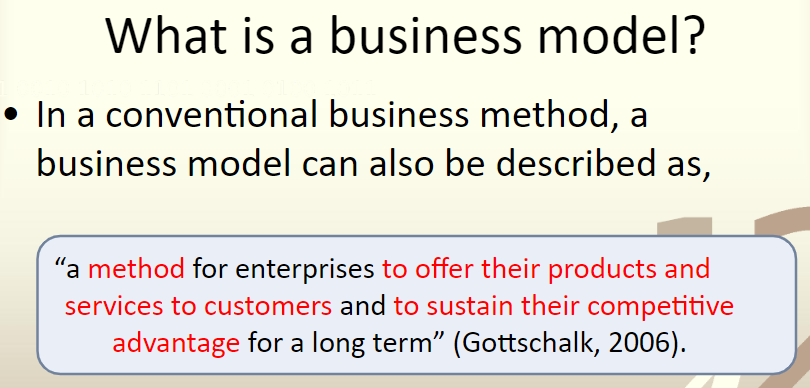 What is a business model?
• In a conventional business method, a
business model can also be described as,
“a method for enterprises to offer their products and
services to customers and to sustain their competitive
advantage for a long term” (Gottschalk, 2006).